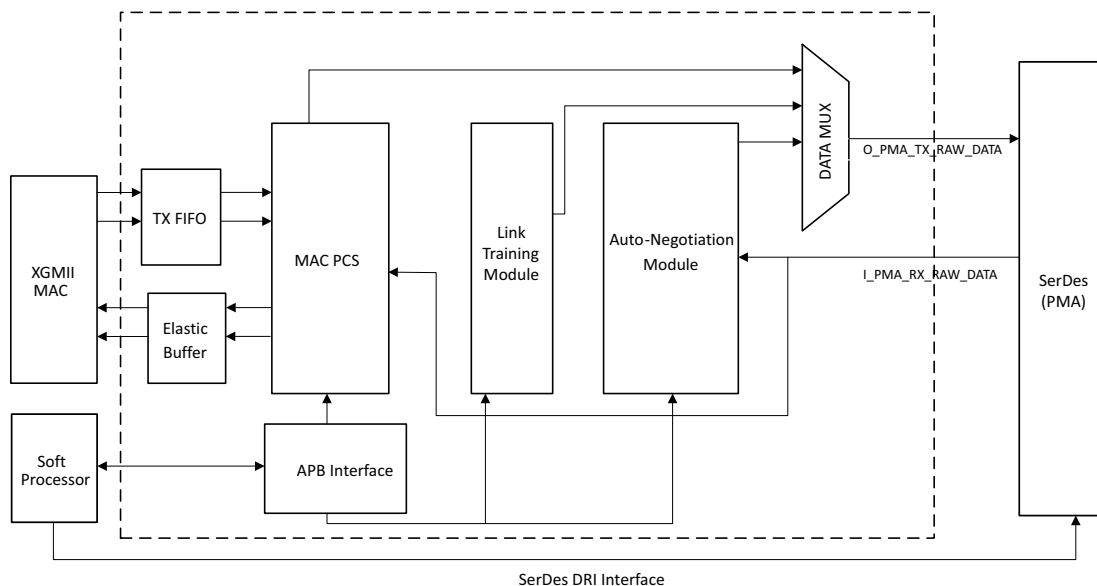 DATA MUX
O_PMA_TX_RAW_DATA
TX FIFO
XGMII
MAC
MAC PCS
Link
Training
Module
Auto-Negotiation
Module
I_PMA_RX_RAW_DATA
SerDes
(PMA)
Elastic
Buffer
Soft
Processor
APB Interface
SerDes DRI Interface